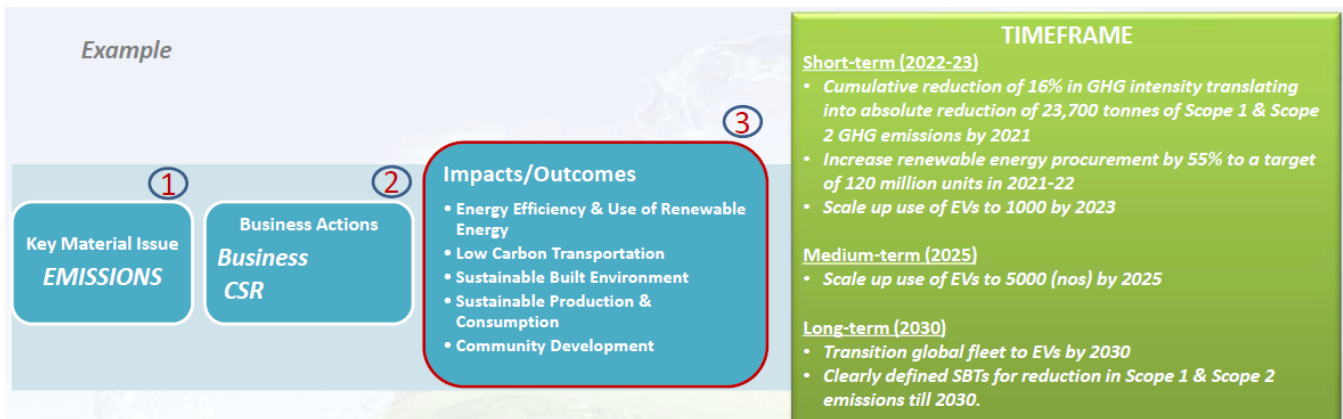 Example
1
Key Material Issue
EMISSIONS
2
Business Actions
Business
CSR
3
Impacts/Outcomes
• Energy Efficiency & Use of Renewable
Energy
• Low Carbon Transportation
• Sustainable Built Environment
• Sustainable Production &
Consumption
• Community Development
TIMEFRAME
Short-term (2022-23)
• Cumulative reduction of 16% in GHG intensity translating
into absolute reduction of 23,700 tonnes of Scope 1 & Scope
2 GHG emissions by 2021
• Increase renewable energy procurement by 55% to a target
of 120 million units in 2021-22
• Scale up use of EVs to 1000 by 2023
Medium-term (2025)
• Scale up use of EVs to 5000 (nos) by 2025
Long-term (2030)
• Transition global fleet to EVs by 2030
• Clearly defined SBTs for reduction in Scope 1 & Scope 2
emissions till 2030.